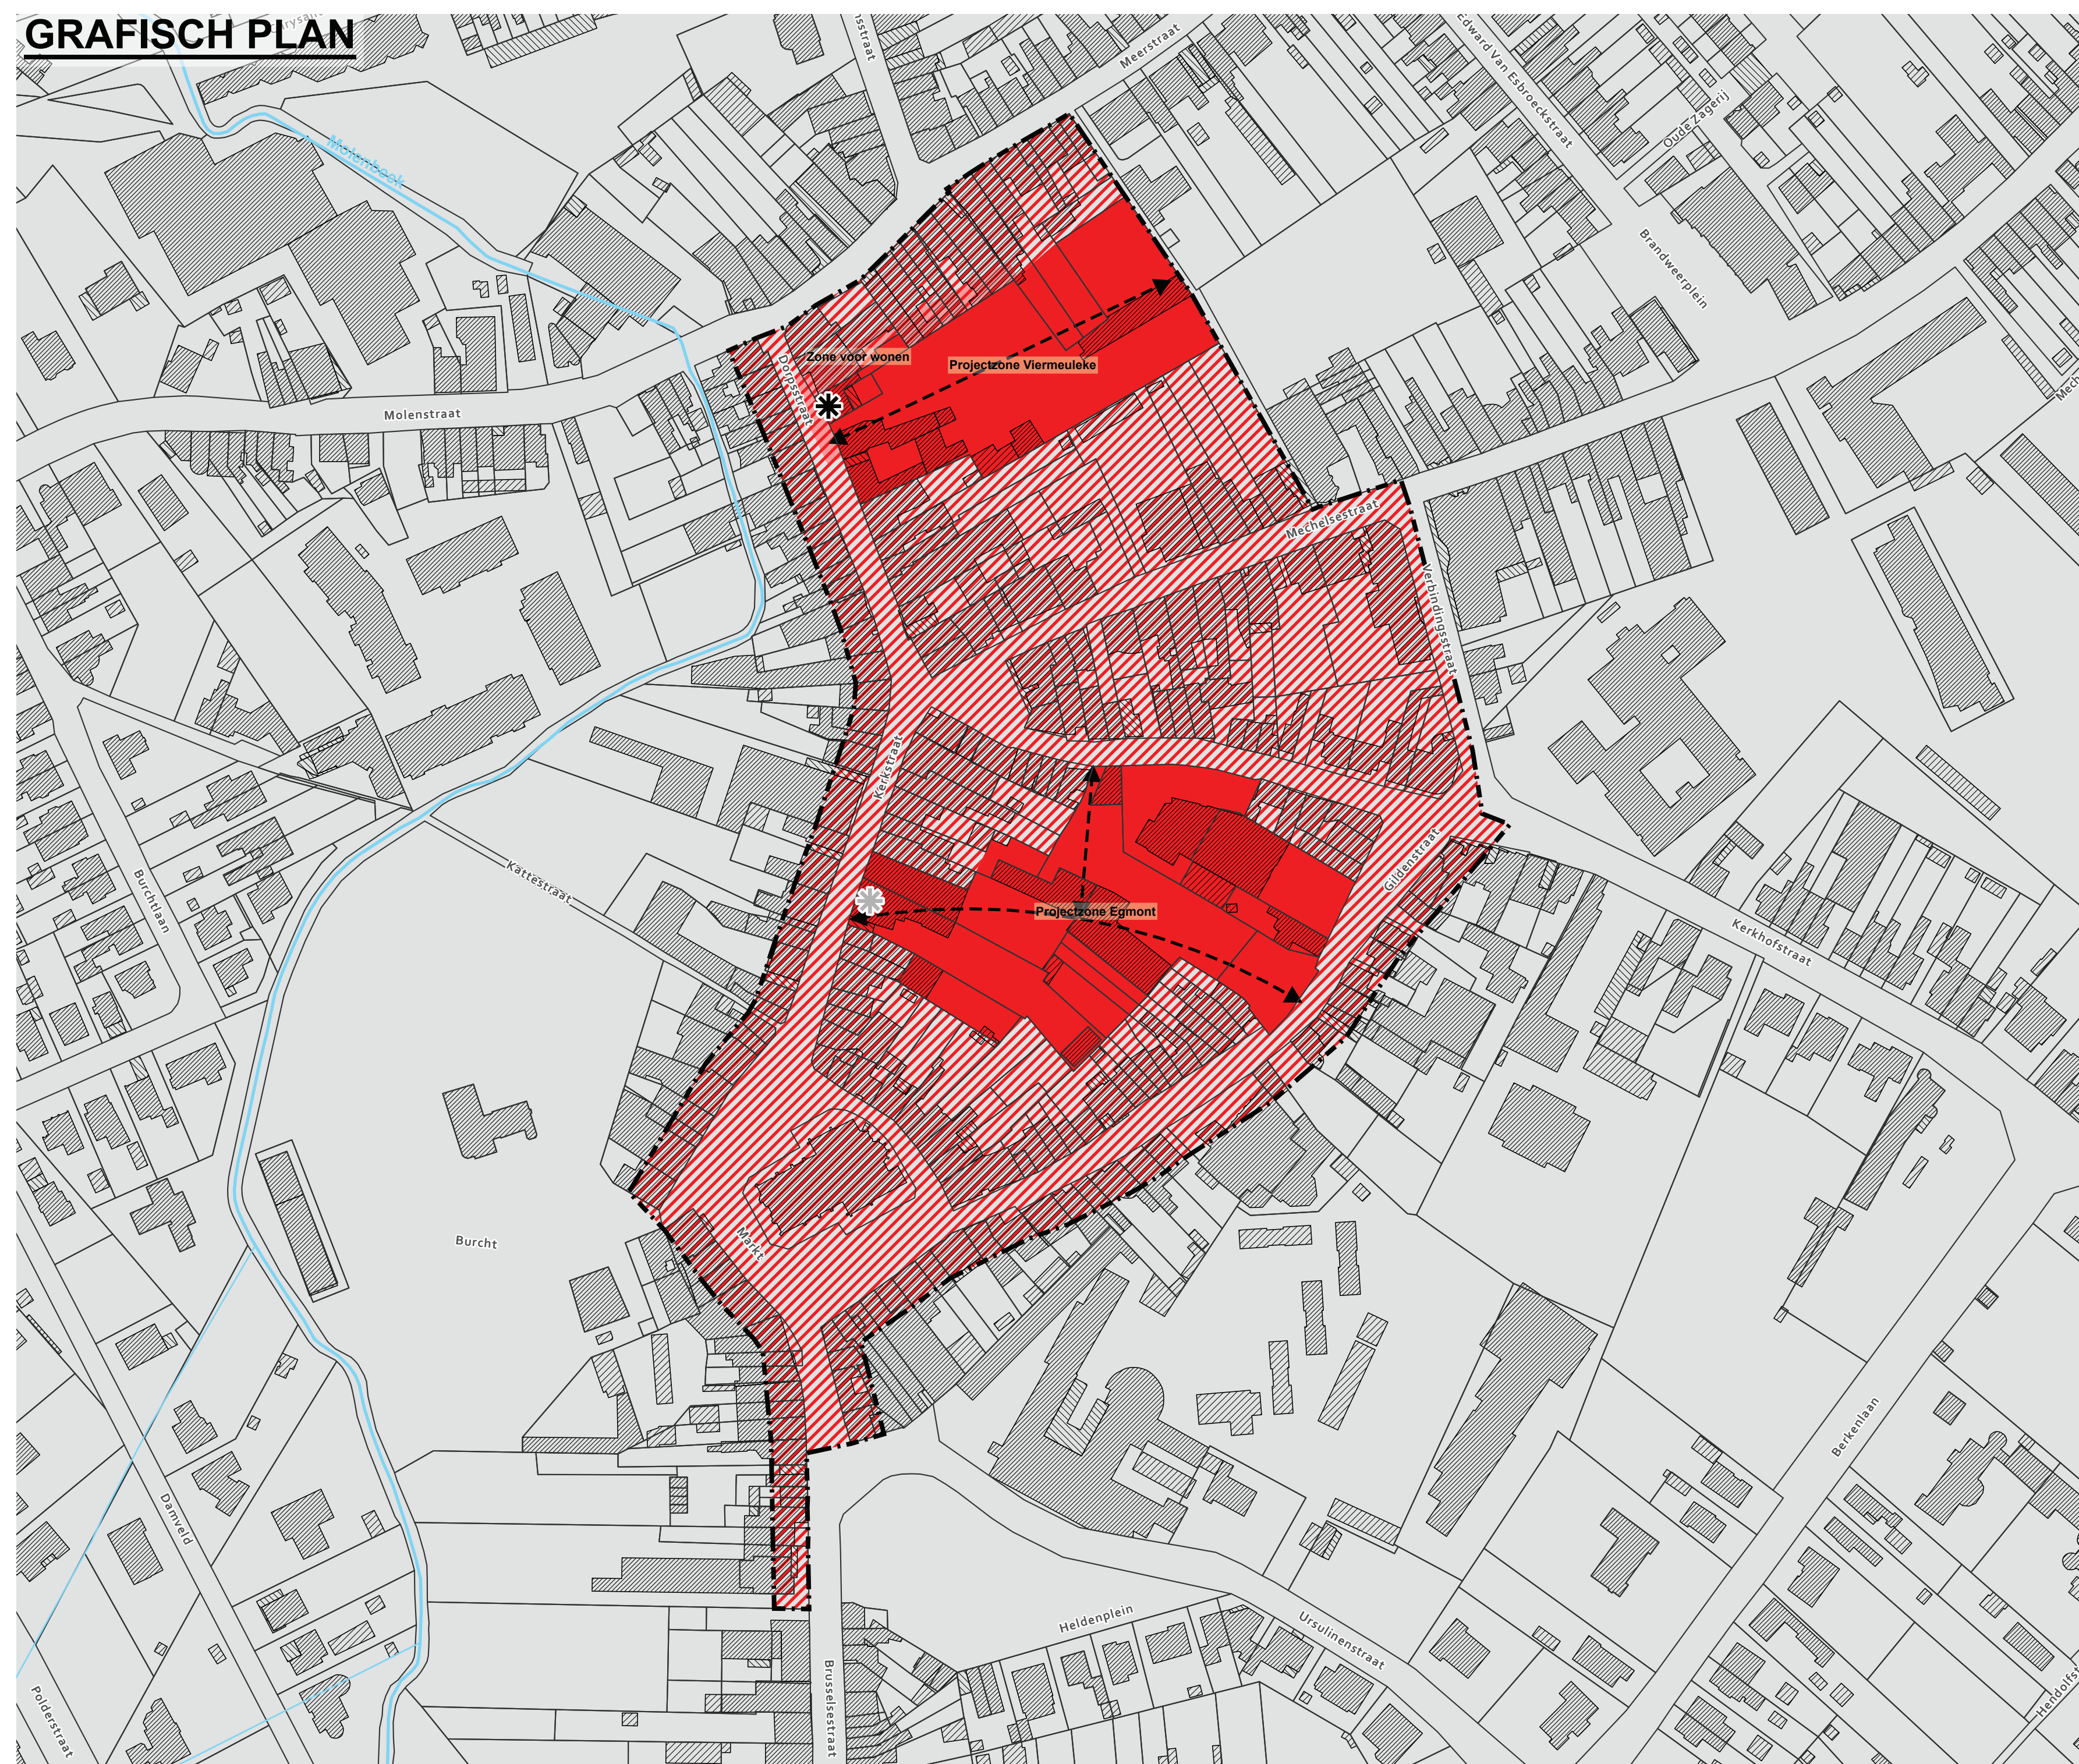 GRAFISCH PLAN
Meerstraat
Edward Van Esbroeckstraat
Oude Zagerij
Molenbeek
Brandweerplein
Zone voor wonen
Projectzone Viermeuleke
Dorpsstraat
Molenstraat
Mechelsestraat
Verbindingsstraat
Kerkstraat
Gildenstraat
Kattestraat
Burchtlaan
Projectzone Egmont
Kerkhofstraat
Burcht
Markt
Berkenlaan
Damveld
Heldenplein
Ursulinenstraat
Brusselsestraat
Polderstraat